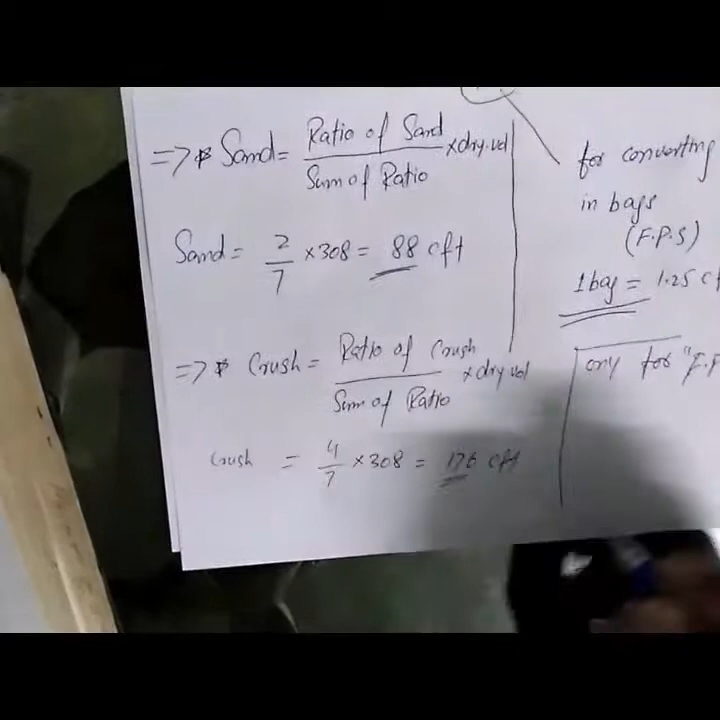 => Sand = Ratio of Sand / Sum of Ratio × dry.vol
Sand = 2/7 × 308 = 88 cft
=> Crush = Ratio of Crush / Sum of Ratio × dry vol
Crush = 4/7 × 308 = 176 cft
for converting
in bags
(F.P.S)
1 bag = 1.25 cf
only for "F.P